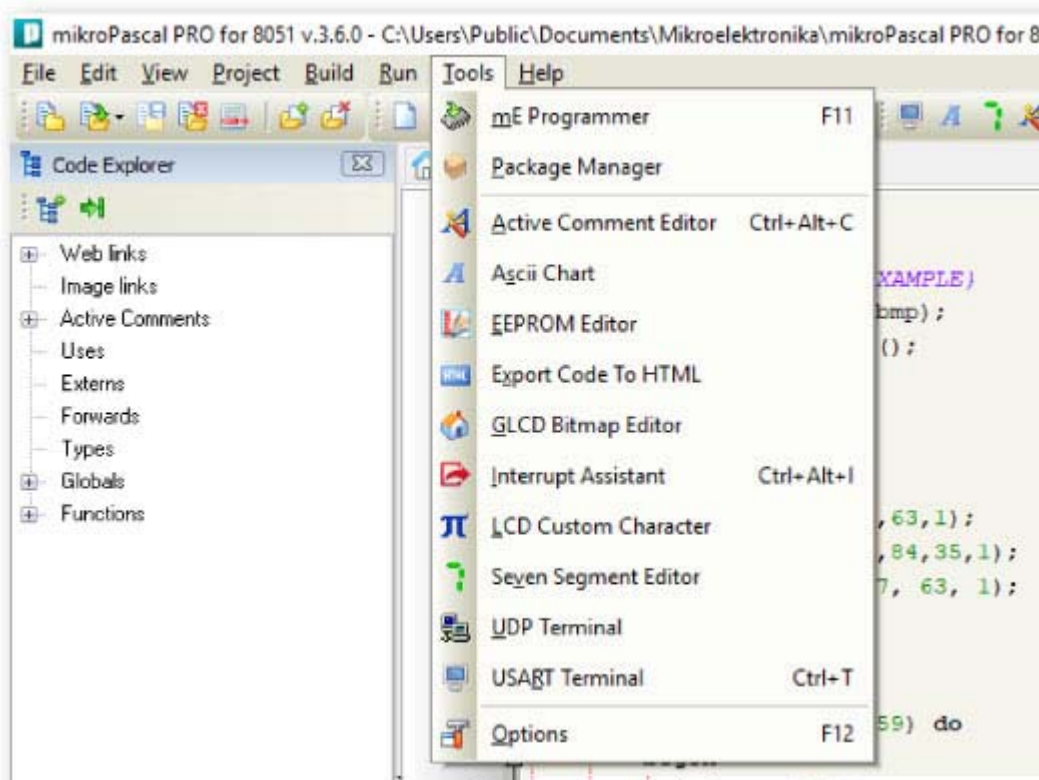 mikroPascal PRO for 8051 v.3.6.0 - C:\Users\Public\Documents\Mikroelektronika\mikroPascal PRO for 8
File Edit View Project Build Run Tools Help
Code Explorer
Web links
Image links
Active Comments
Uses
Externs
Forwards
Types
Globals
Functions
mE Programmer F11
Package Manager
Active Comment Editor Ctrl+Alt+C
Ascii Chart
EEPROM Editor
Export Code To HTML
GLCD Bitmap Editor
Interrupt Assistant Ctrl+Alt+I
LCD Custom Character
Seven Segment Editor
UDP Terminal
USART Terminal Ctrl+T
Options F12
XAMPLE}
bmp);
();
,63,1);
,84,35,1);
7, 63, 1);
59) do